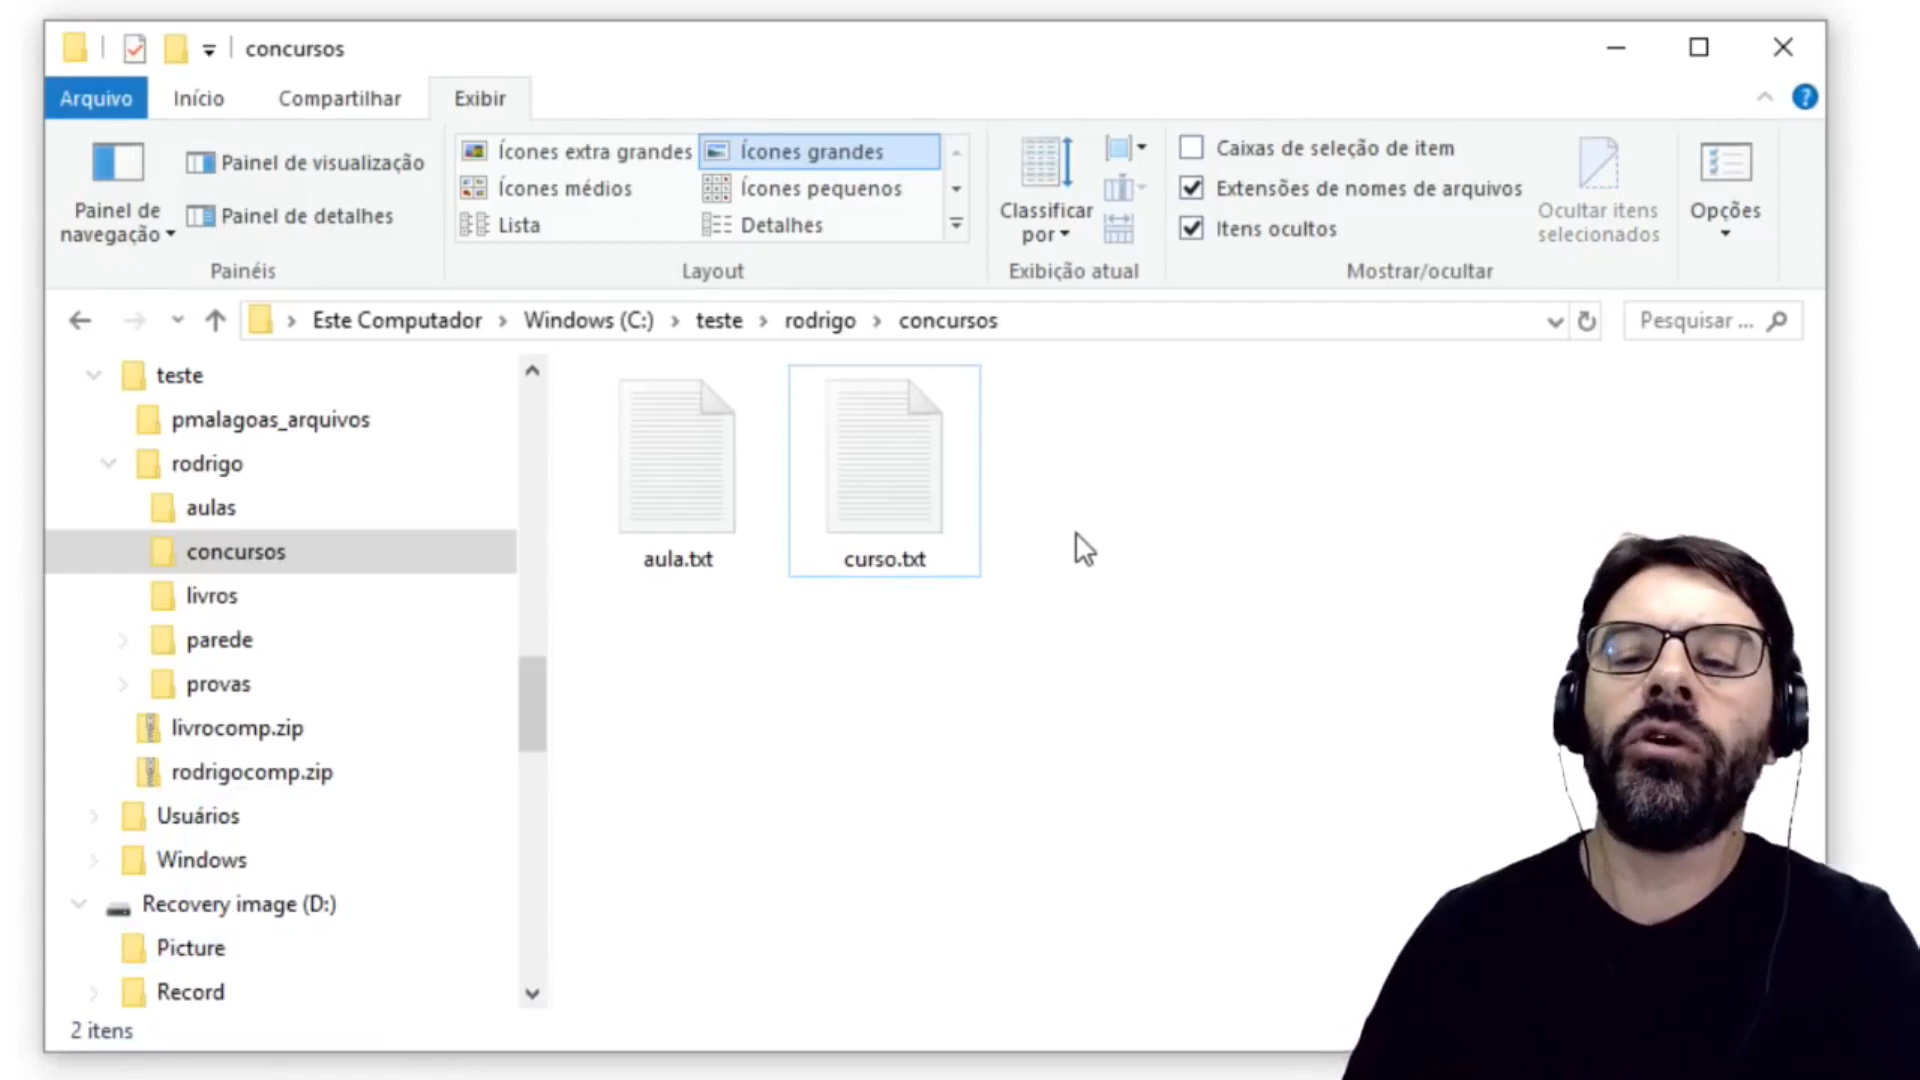 concursos
Arquivo Início Compartilhar Exibir
Painel de navegação
Painel de visualização
Painel de detalhes
Painéis
Ícones extra grandes Ícones grandes
Ícones médios Ícones pequenos
Lista Detalhes
Layout
Classificar por
Exibição atual
Caixas de seleção de item
Extensões de nomes de arquivos
Itens ocultos
Ocultar itens selecionados
Mostrar/ocultar
Opções
Este Computador > Windows (C:) > teste > rodrigo > concursos
Pesquisar ...
teste
pmalagoas_arquivos
rodrigo
aulas
concursos
livros
parede
provas
livrocomp.zip
rodrigocomp.zip
Usuários
Windows
Recovery image (D:)
Picture
Record
aula.txt
curso.txt
2 itens